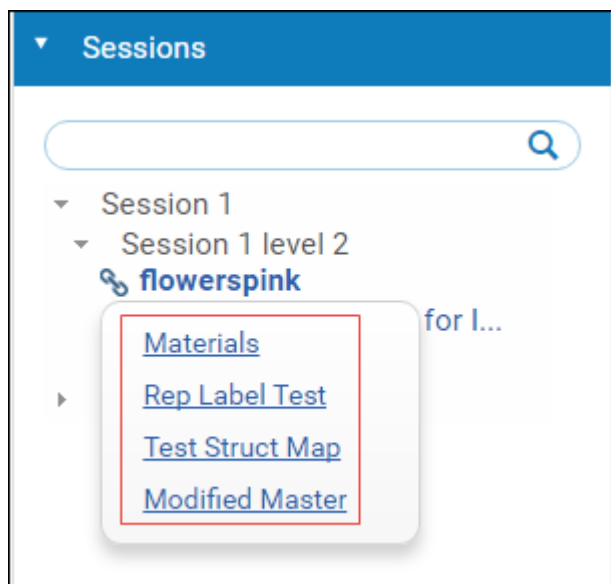 Sessions
Session 1
Session 1 level 2
flowerspink
for I...
Materials
Rep Label Test
Test Struct Map
Modified Master